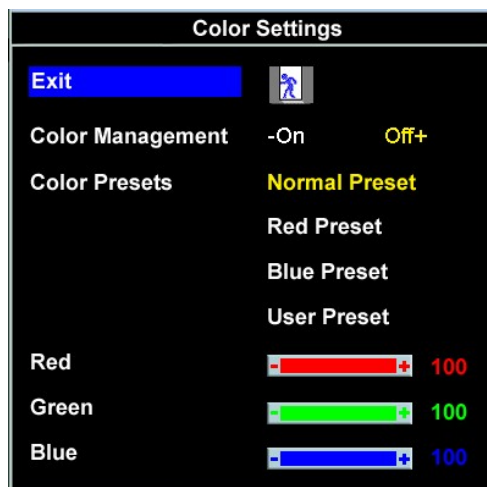 Color Settings
Exit
Color Management -On Off+
Color Presets Normal Preset
Red Preset
Blue Preset
User Preset
Red - + 100
Green - + 100
Blue - + 100